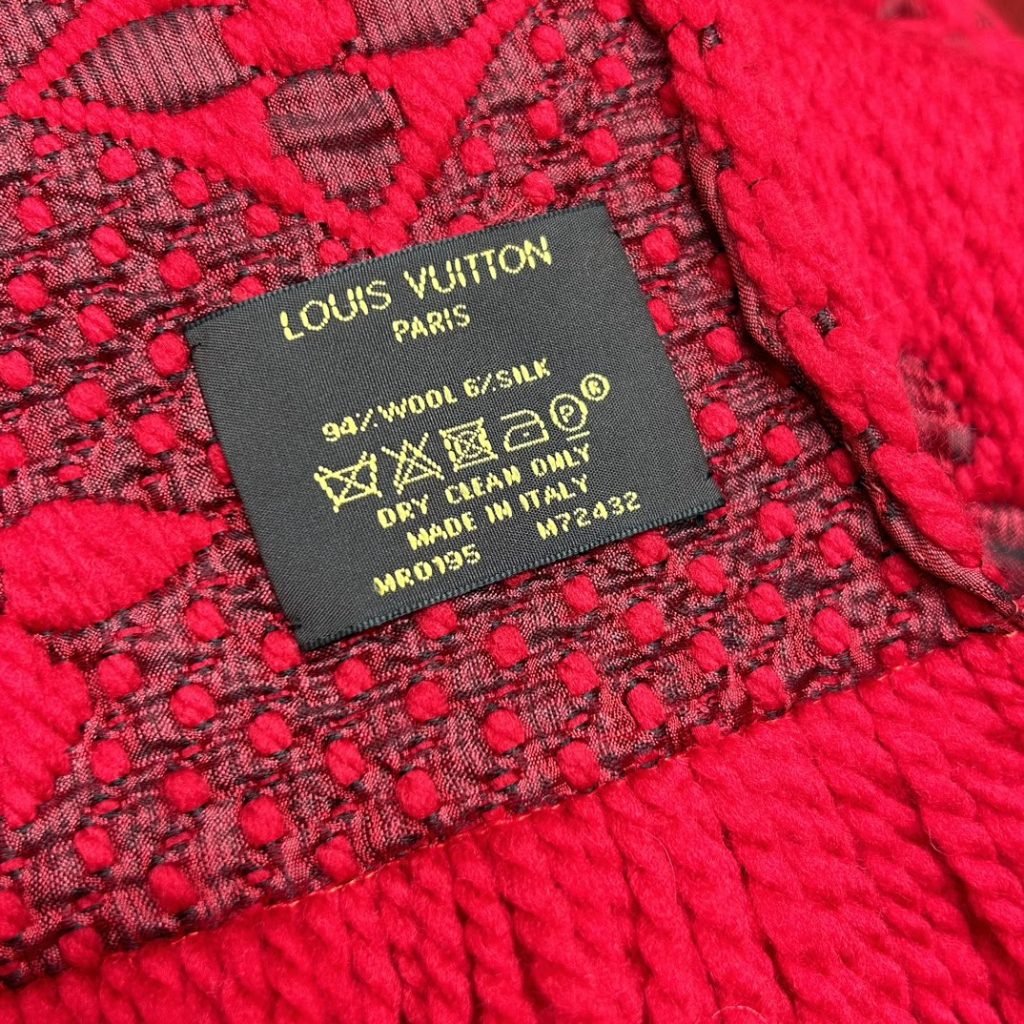 LOUIS VUITTON
PARIS
94% WOOL 6% SILK
P ®
DRY CLEAN ONLY
MADE IN ITALY
MR0195 M72432